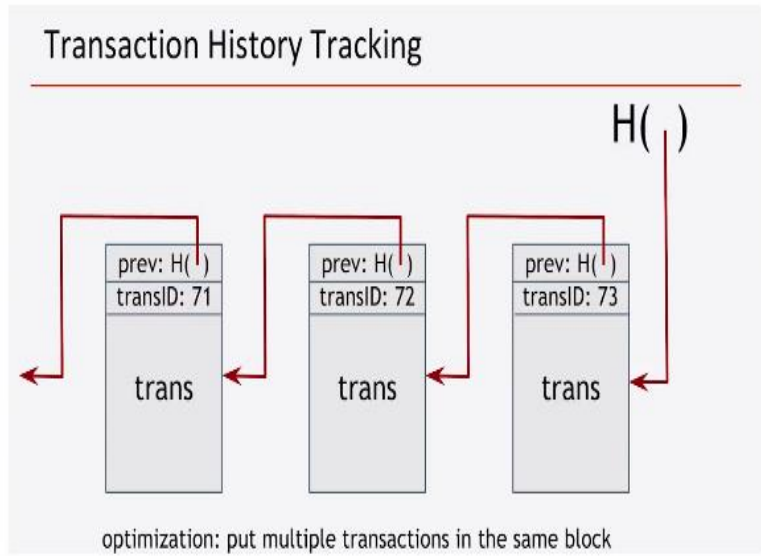 Transaction History Tracking
H( )
prev: H( )
transID: 71
trans
prev: H( )
transID: 72
trans
prev: H( )
transID: 73
trans
optimization: put multiple transactions in the same block